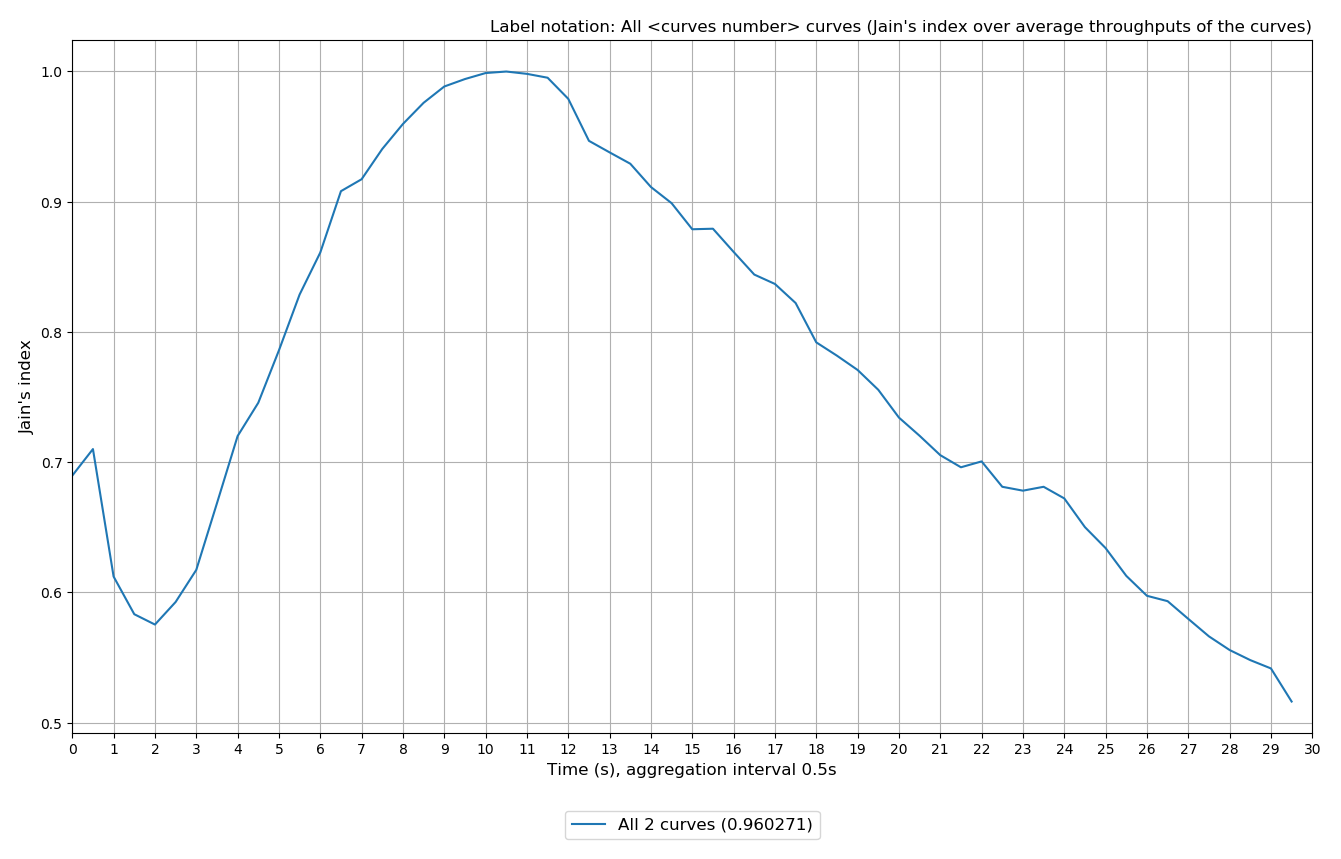 Label notation: All <curves number> curves (Jain's index over average throughputs of the curves)
1.0
0.9
0.8
0.7
0.6
0.5
Jain's index
0 1 2 3 4 5 6 7 8 9 10 11 12 13 14 15 16 17 18 19 20 21 22 23 24 25 26 27 28 29 30
Time (s), aggregation interval 0.5s
All 2 curves (0.960271)